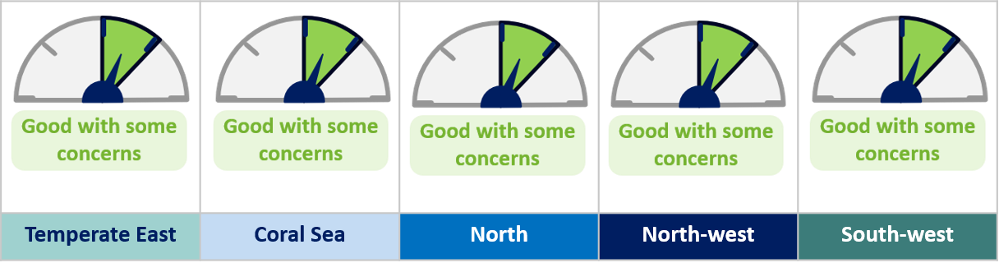 Good with some
concerns
Good with some
concerns
Good with some
concerns
Good with some
concerns
Good with some
concerns
Temperate East
Coral Sea
North
North-west
South-west